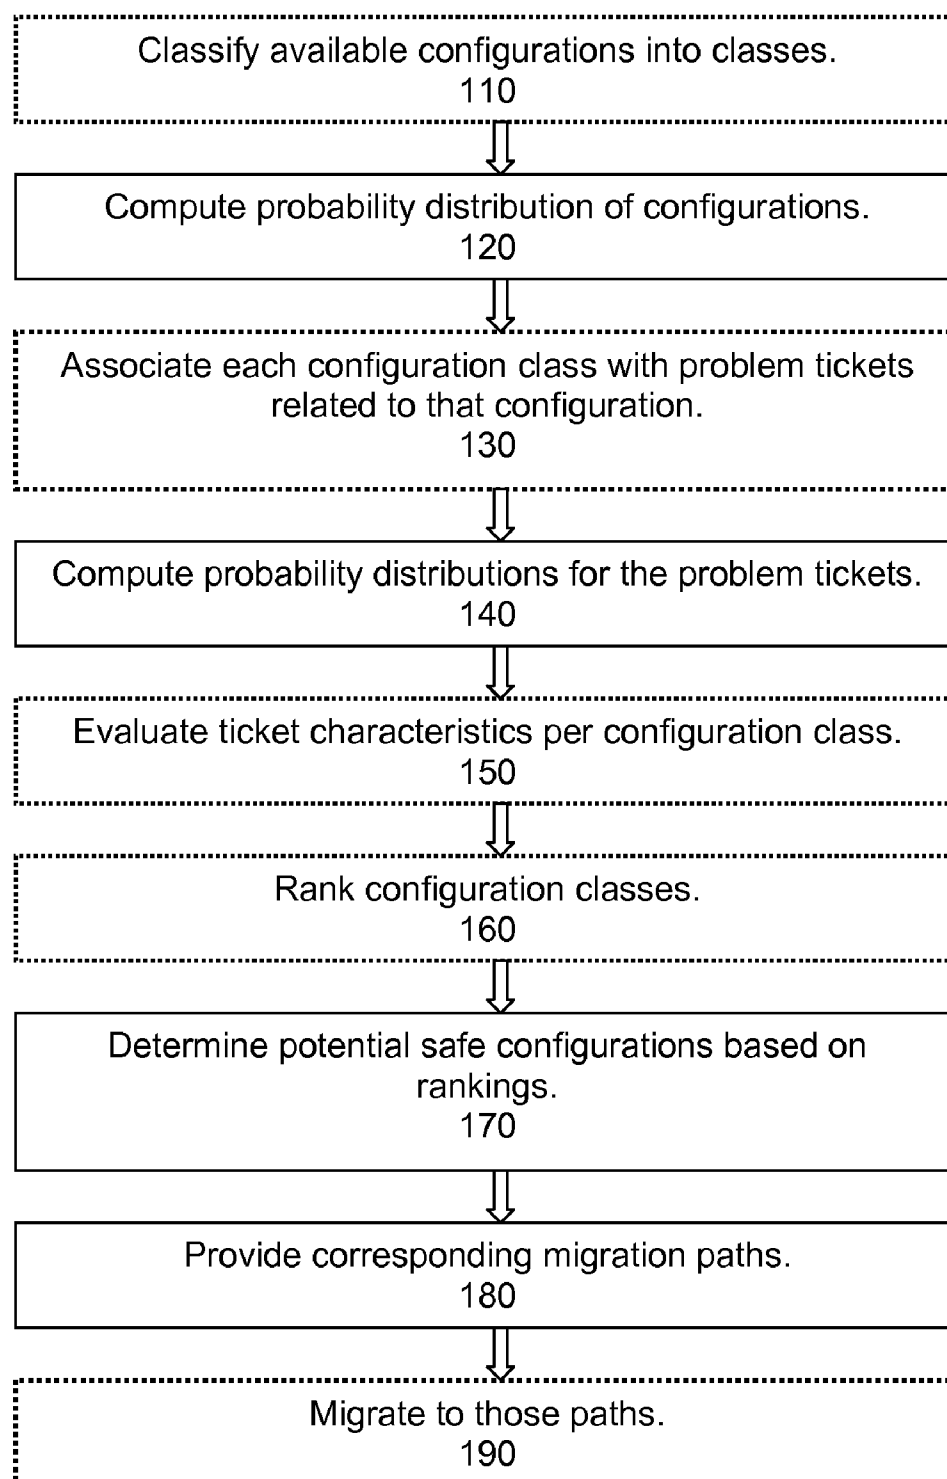 Classify available configurations into classes.
110
Compute probability distribution of configurations.
120
Associate each configuration class with problem tickets
related to that configuration.
130
Compute probability distributions for the problem tickets.
140
Evaluate ticket characteristics per configuration class.
150
Rank configuration classes.
160
Determine potential safe configurations based on
rankings.
170
Provide corresponding migration paths.
180
Migrate to those paths.
190